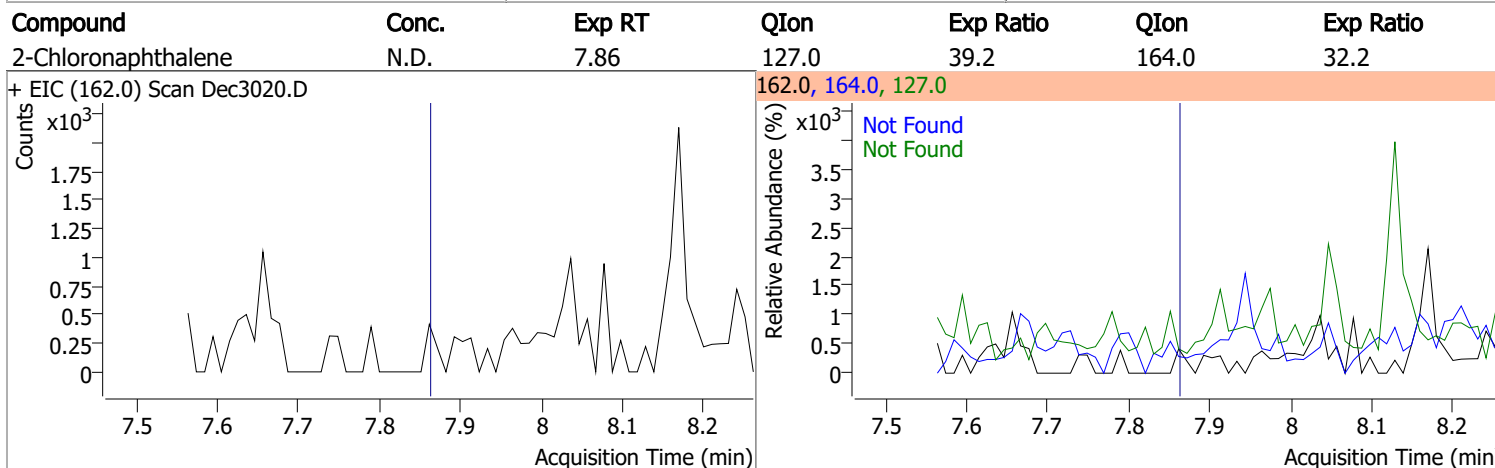 Compound Conc. Exp RT QIon Exp Ratio QIon Exp Ratio
2-Chloronaphthalene N.D. 7.86 127.0 39.2 164.0 32.2
+ EIC (162.0) Scan Dec3020.D
Counts
x10³
1.75
1.5
1.25
1
0.75
0.5
0.25
0
7.5 7.6 7.7 7.8 7.9 8 8.1 8.2
Acquisition Time (min)
162.0, 164.0, 127.0
Relative Abundance (%)
x10³
Not Found
Not Found
3.5
3
2.5
2
1.5
1
0.5
0
7.5 7.6 7.7 7.8 7.9 8 8.1 8.2
Acquisition Time (min